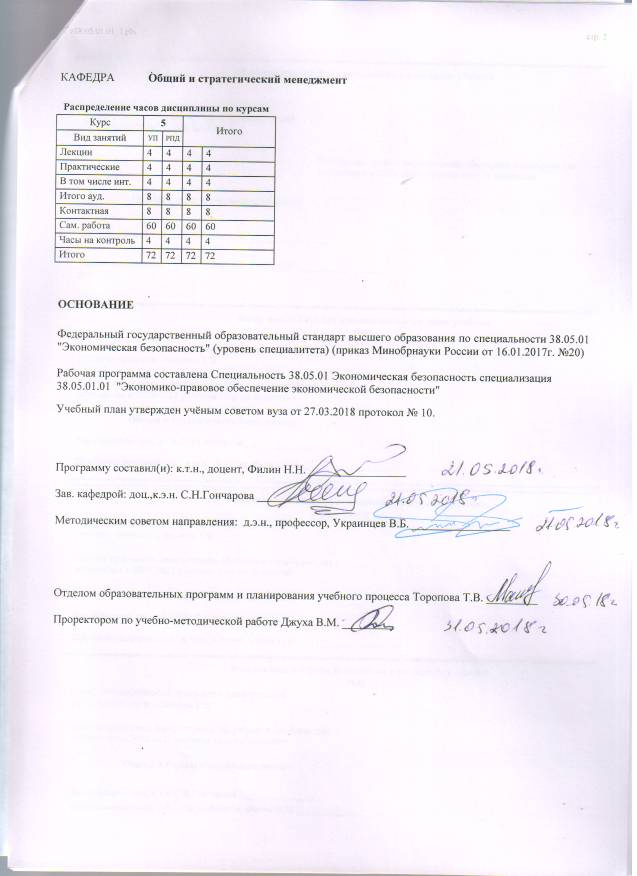 стр. 2
КАФЕДРА Общий и стратегический менеджмент
Распределение часов дисциплины по курсам
Курс 5 Итого
Вид занятий УП РПД
Лекции 4 4 4 4
Практические 4 4 4 4
В том числе инт. 4 4 4 4
Итого ауд. 8 8 8 8
Контактная 8 8 8 8
Сам. работа 60 60 60 60
Часы на контроль 4 4 4 4
Итого 72 72 72 72
ОСНОВАНИЕ
Федеральный государственный образовательный стандарт высшего образования по специальности 38.05.01
"Экономическая безопасность" (уровень специалитета) (приказ Минобрнауки России от 16.01.2017г. №20)
Рабочая программа составлена Специальность 38.05.01 Экономическая безопасность специализация
38.05.01.01 "Экономико-правовое обеспечение экономической безопасности"
Учебный план утвержден учёным советом вуза от 27.03.2018 протокол № 10.
Программу составил(и): к.т.н., доцент, Филин Н.Н. 21.05.2018г.
Зав. кафедрой: доц.,к.э.н. С.Н.Гончарова 21.05 2018г.
Методическим советом направления: д.э.н., профессор, Украинцев В.Б. 21.05 2018г
Отделом образовательных программ и планирования учебного процесса Торопова Т.В. 30.05.18г
Проректором по учебно-методической работе Джуха В.М. 31.05.2018г